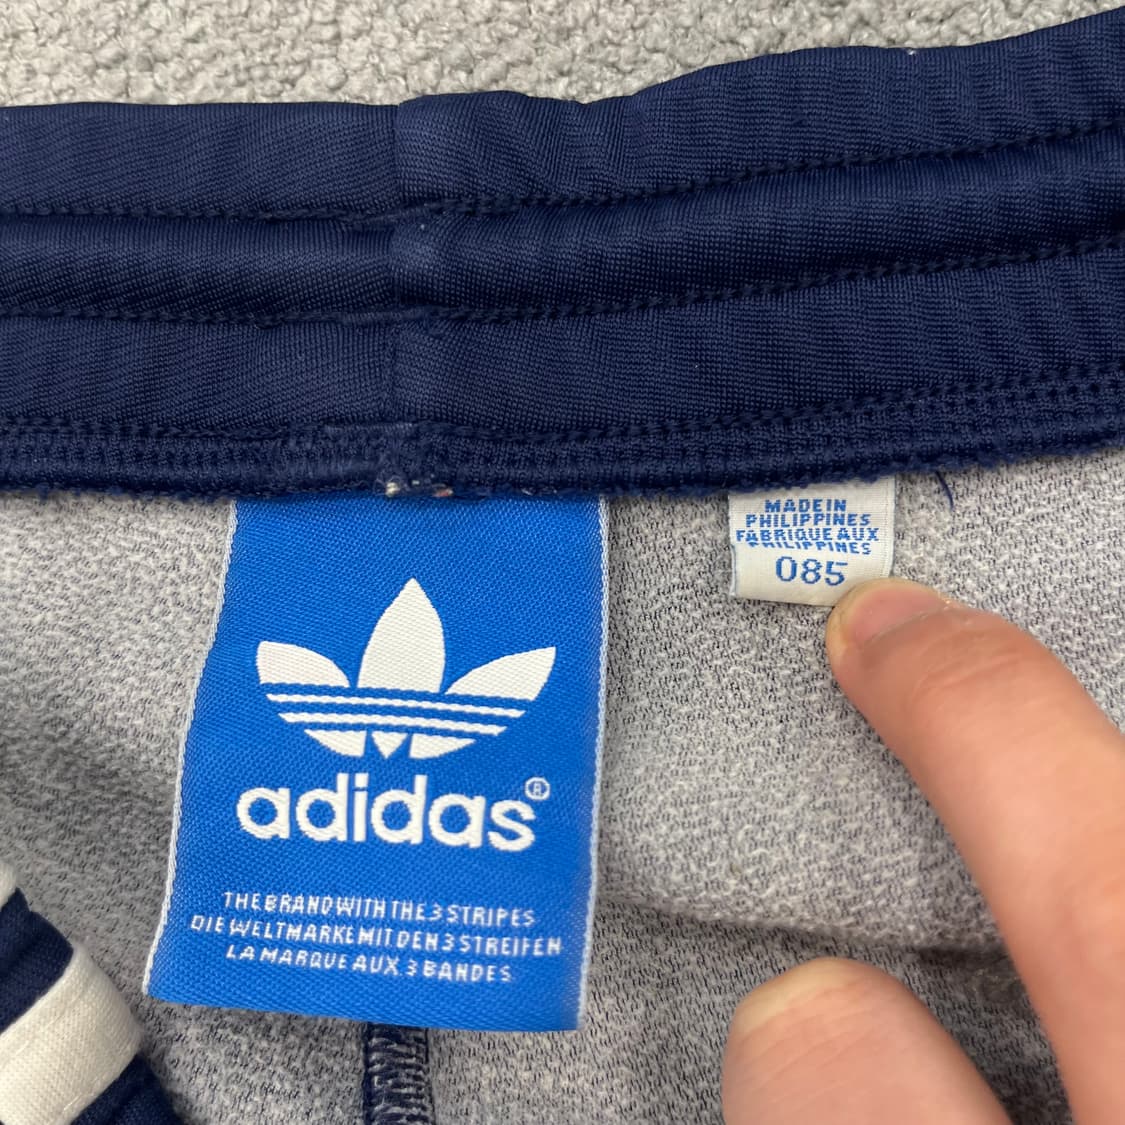 adidas®
THE BRAND WITH THE 3 STRIPES
DIE WELTMARKE MIT DEN 3 STREIFEN
LA MARQUE AUX 3 BANDES
MADE IN
PHILIPPINES
FABRIQUE AUX
PHILIPPINES
085